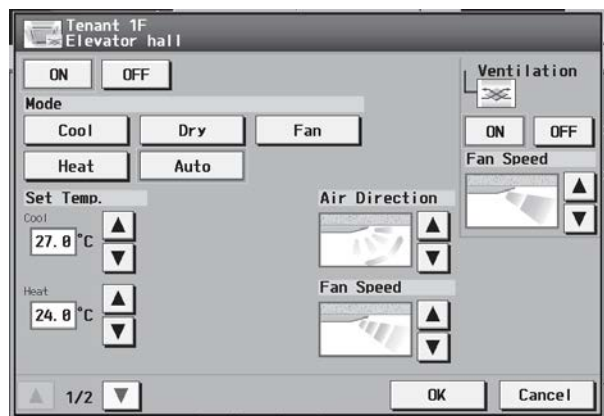 Tenant 1F
Elevator hall
ON OFF
Mode
Cool Dry Fan
Heat Auto
Set Temp.
Cool
27.0 °C
Heat
24.0 °C
Air Direction
Fan Speed
Ventilation
ON OFF
Fan Speed
1/2
OK Cancel